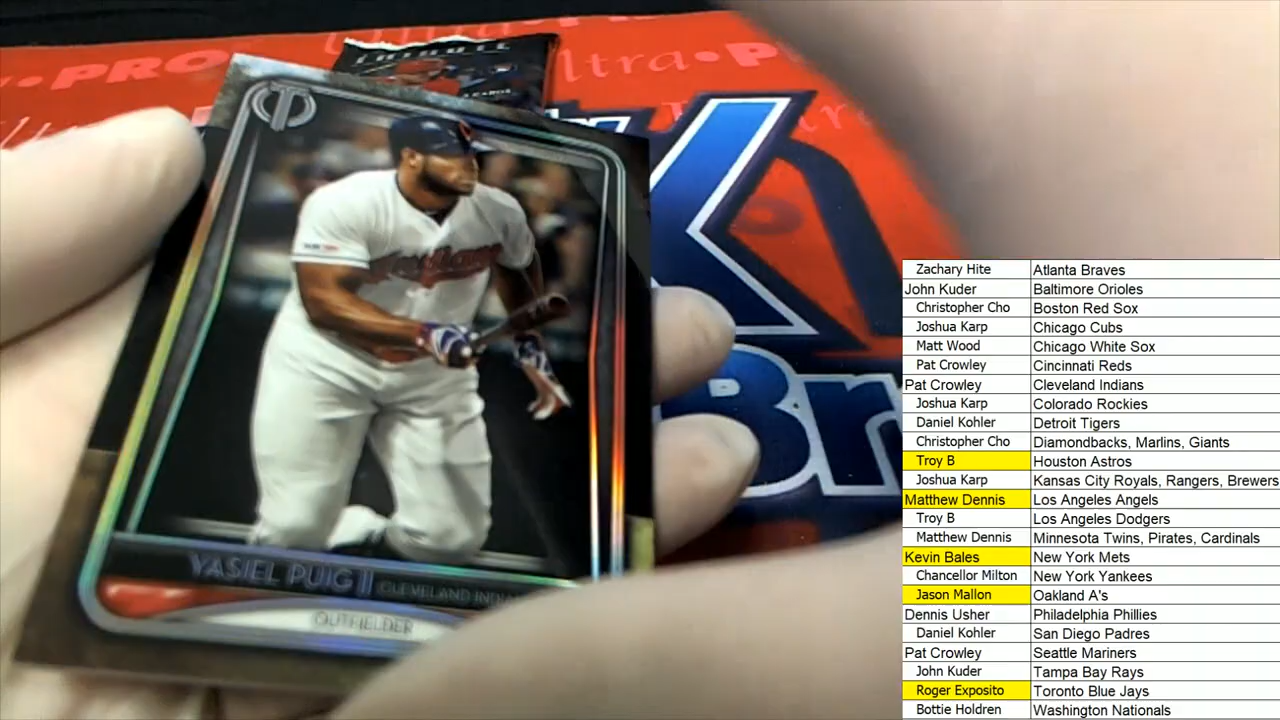 TRIBUTE
PRO
ltra•P
YASIEL PUIG
CLEVELAND INDIANS
OUTFIELDER
Br
Zachary Hite Atlanta Braves
John Kuder Baltimore Orioles
Christopher Cho Boston Red Sox
Joshua Karp Chicago Cubs
Matt Wood Chicago White Sox
Pat Crowley Cincinnati Reds
Pat Crowley Cleveland Indians
Joshua Karp Colorado Rockies
Daniel Kohler Detroit Tigers
Christopher Cho Diamondbacks, Marlins, Giants
Troy B Houston Astros
Joshua Karp Kansas City Royals, Rangers, Brewers
Matthew Dennis Los Angeles Angels
Troy B Los Angeles Dodgers
Matthew Dennis Minnesota Twins, Pirates, Cardinals
Kevin Bales New York Mets
Chancellor Milton New York Yankees
Jason Mallon Oakland A's
Dennis Usher Philadelphia Phillies
Daniel Kohler San Diego Padres
Pat Crowley Seattle Mariners
John Kuder Tampa Bay Rays
Roger Exposito Toronto Blue Jays
Bottie Holdren Washington Nationals